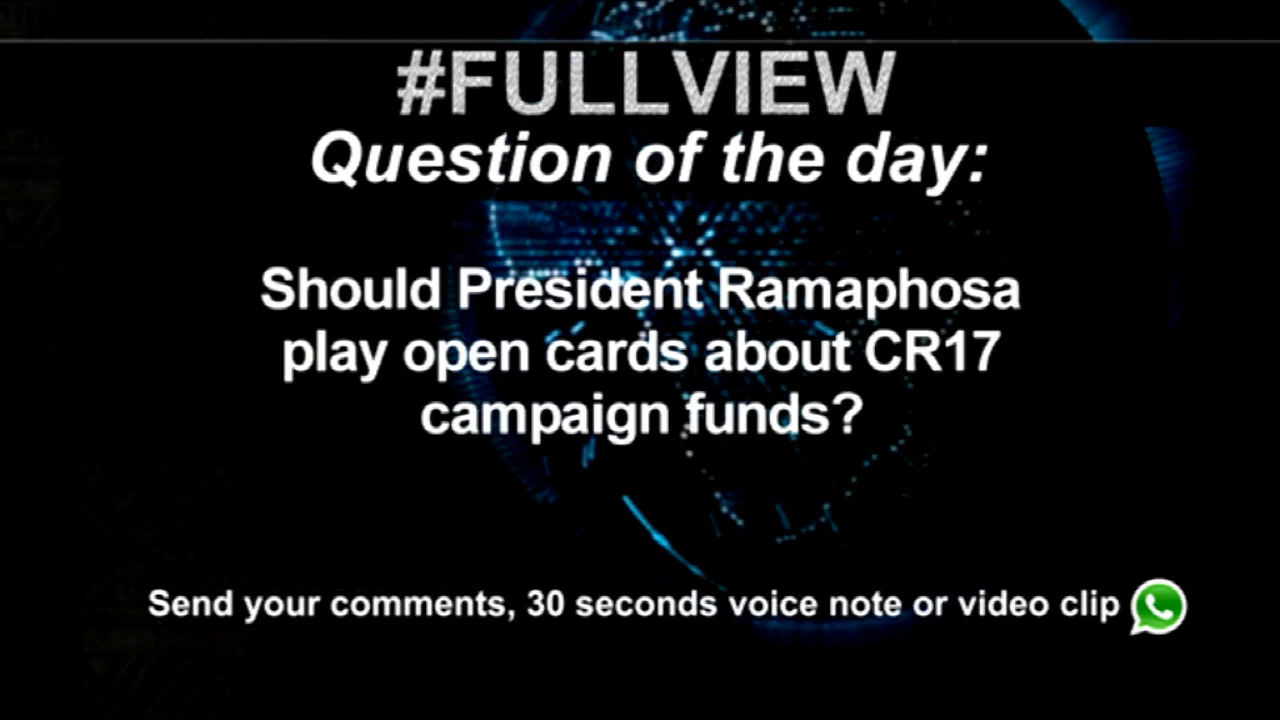 #FULLVIEW
Question of the day:
Should President Ramaphosa
play open cards about CR17
campaign funds?
Send your comments, 30 seconds voice note or video clip